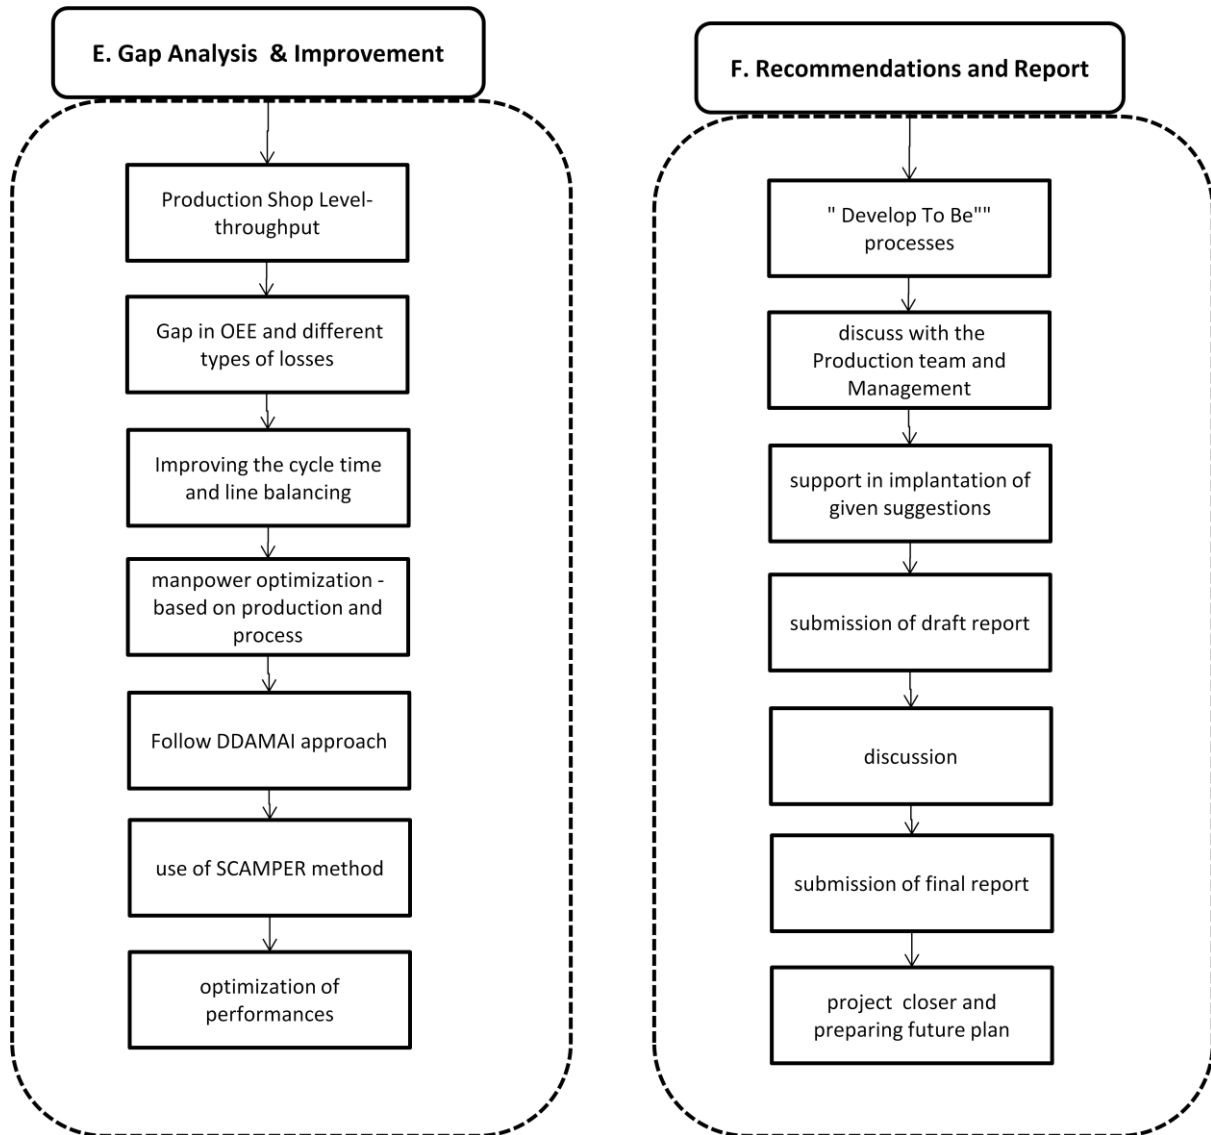 E. Gap Analysis & Improvement
Production Shop Level-
throughput
Gap in OEE and different
types of losses
Improving the cycle time
and line balancing
manpower optimization -
based on production and
process
Follow DDAMAI approach
use of SCAMPER method
optimization of
performances
F. Recommendations and Report
" Develop To Be""
processes
discuss with the
Production team and
Management
support in implantation of
given suggestions
submission of draft report
discussion
submission of final report
project closer and
preparing future plan